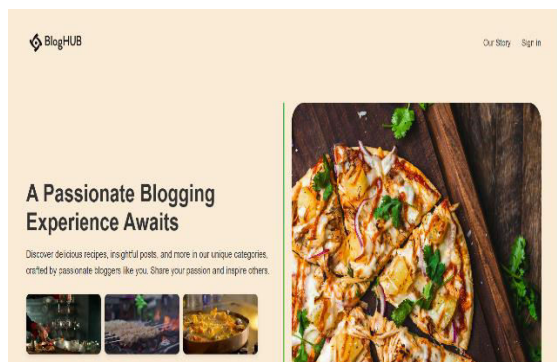 BlogHUB
Our Story Sign in
A Passionate Blogging
Experience Awaits
Discover delicious recipes, insightful posts, and more in our unique categories,
crafted by passionate bloggers like you. Share your passion and inspire others.